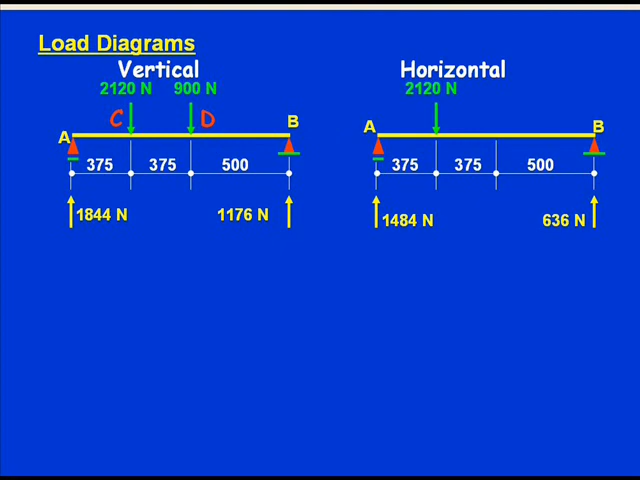 Load Diagrams
Vertical
2120 N 900 N
C D
A B
375 375 500
1844 N 1176 N
Horizontal
2120 N
A B
375 375 500
1484 N 636 N